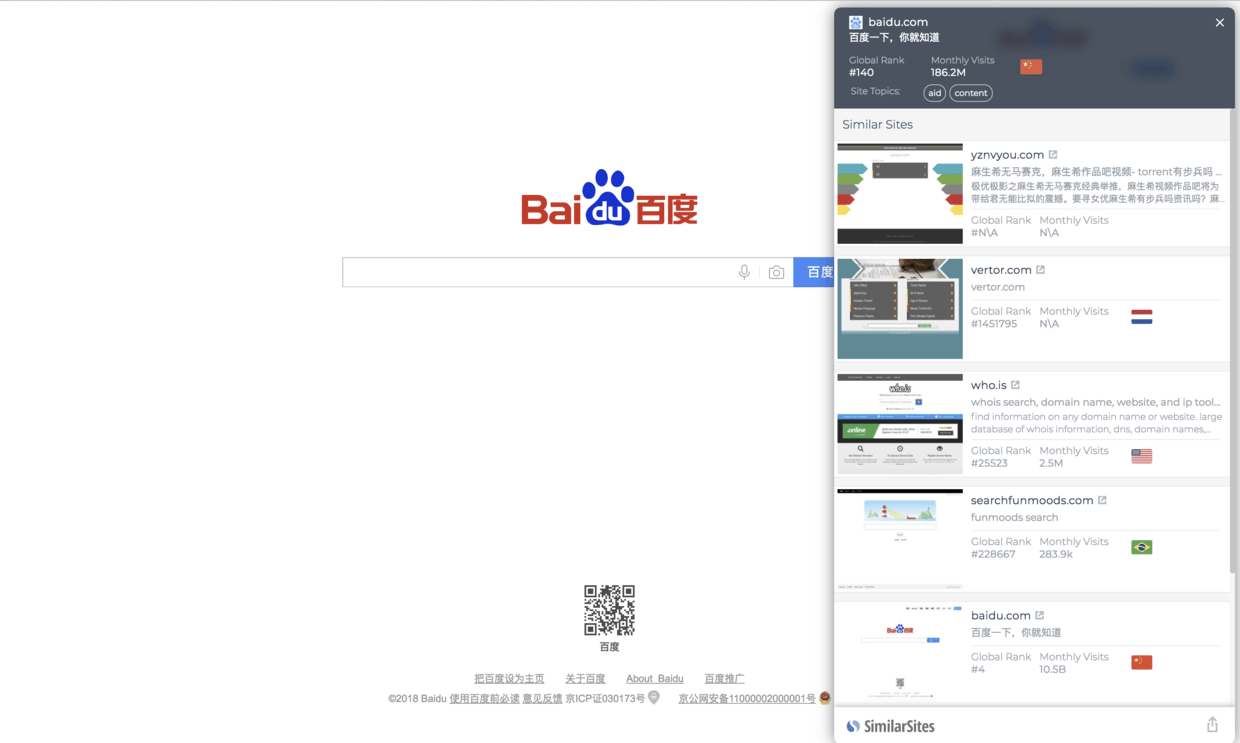 Bai du 百度
百度
百度
把百度设为主页 关于百度 About Baidu 百度推广
©2018 Baidu 使用百度前必读 意见反馈 京ICP证030173号 京公网安备11000002000001号
baidu.com
百度一下，你就知道
Global Rank Monthly Visits
#140 186.2M
Site Topics: aid content
Similar Sites
yznvyou.com
麻生希无马赛克，麻生希作品吧视频- torrent有步兵吗 ...
极优极影之麻生希无马赛克经典举推，麻生希视频作品吧将为
带给君无能比拟的震撼。要寻女优麻生希有步兵吗资讯吗？麻...
Global Rank Monthly Visits
#N\A N\A
vertor.com
vertor.com
Global Rank Monthly Visits
#1451795 N\A
who.is
who.is
whois search, domain name, website, and ip tool...
find information on any domain name or website. large
database of whois information, dns, domain names,...
Global Rank Monthly Visits
#25523 2.5M
searchfunmoods.com
funmoods search
Global Rank Monthly Visits
#228667 283.9k
Bai du 百度
baidu.com
百度一下，你就知道
Global Rank Monthly Visits
#4 10.5B
SimilarSites